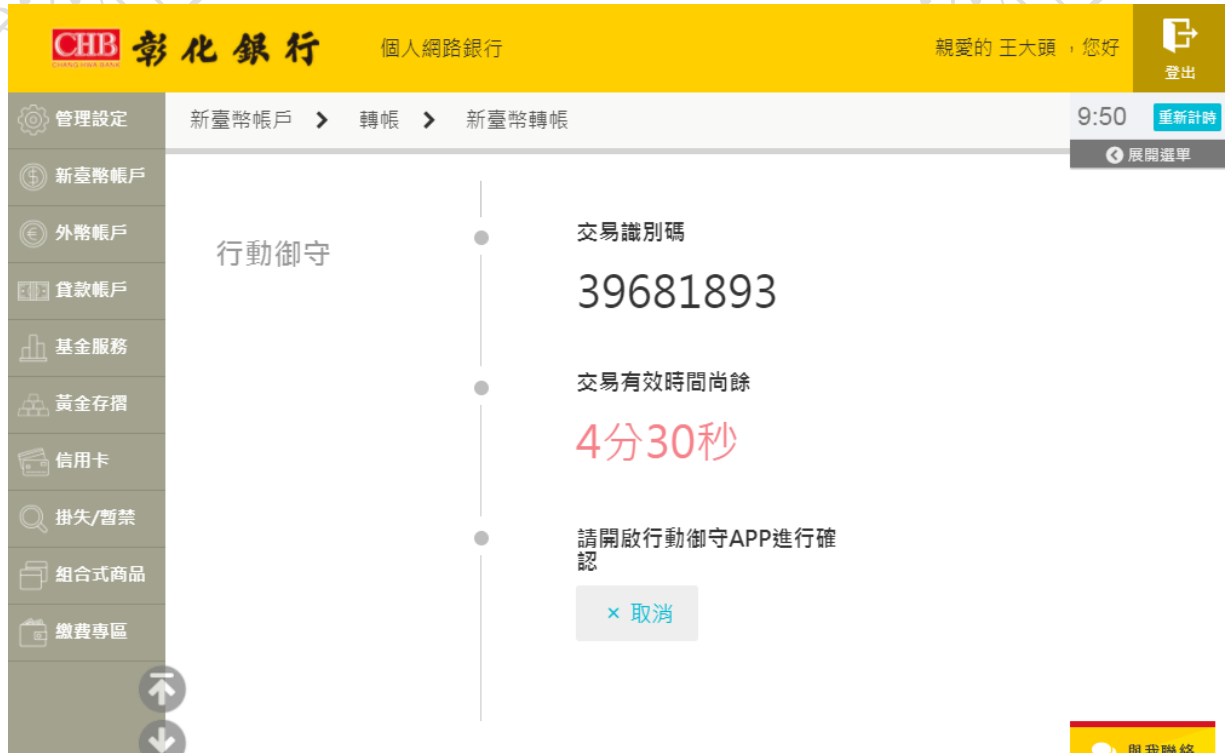 CHB 彰化銀行 個人網路銀行 親愛的 王大頭 ，您好 登出
CHANG HWA BANK
管理設定
新臺幣帳戶
外幣帳戶
貸款帳戶
基金服務
黃金存摺
信用卡
掛失/暫禁
組合式商品
繳費專區
新臺幣帳戶 > 轉帳 > 新臺幣轉帳
9:50 重新計時
展開選單
行動御守
交易識別碼
39681893
交易有效時間尚餘
4分30秒
請開啟行動御守APP進行確
認
× 取消
與我聯絡